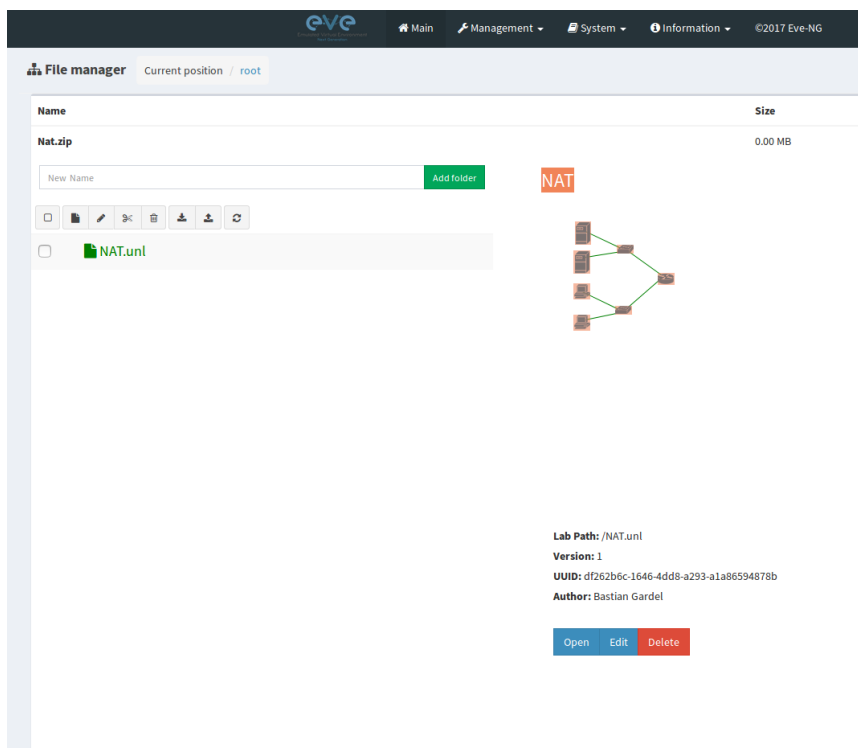 eve
Main
Management
System
Information
©2017 Eve-NG
File manager
Current position / root
Name Size
Nat.zip 0.00 MB
New Name Add folder
NAT
NAT.unl
Lab Path: /NAT.unl
Version: 1
UUID: df262b6c-1646-4dd8-a293-a1a86594878b
Author: Bastian Gardel
Open Edit Delete